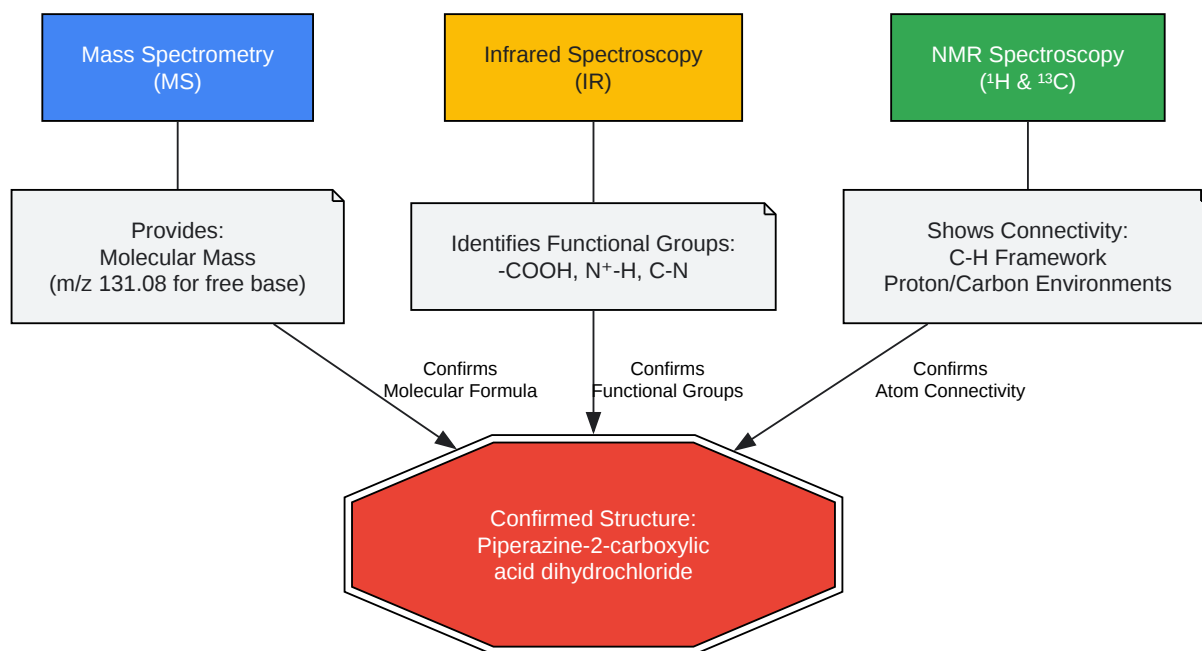 Mass Spectrometry
(MS)
Infrared Spectroscopy
(IR)
NMR Spectroscopy
(¹H & ¹³C)
Provides:
Molecular Mass
(m/z 131.08 for free base)
Identifies Functional Groups:
-COOH, N⁺-H, C-N
Shows Connectivity:
C-H Framework
Proton/Carbon Environments
Confirms
Molecular Formula
Confirms
Functional Groups
Confirms
Atom Connectivity
Confirmed Structure:
Piperazine-2-carboxylic
acid dihydrochloride